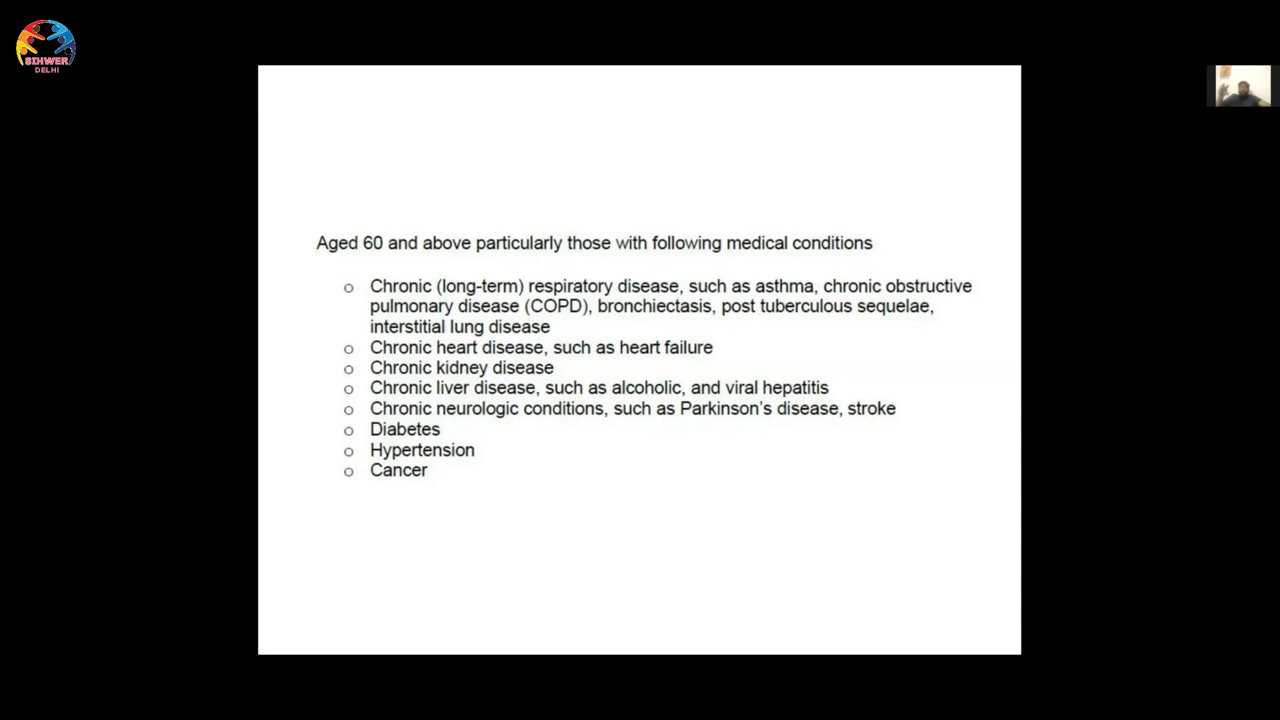 SIHWER
DELHI
Aged 60 and above particularly those with following medical conditions
o Chronic (long-term) respiratory disease, such as asthma, chronic obstructive
pulmonary disease (COPD), bronchiectasis, post tuberculous sequelae,
interstitial lung disease
o Chronic heart disease, such as heart failure
o Chronic kidney disease
o Chronic liver disease, such as alcoholic, and viral hepatitis
o Chronic neurologic conditions, such as Parkinson’s disease, stroke
o Diabetes
o Hypertension
o Cancer